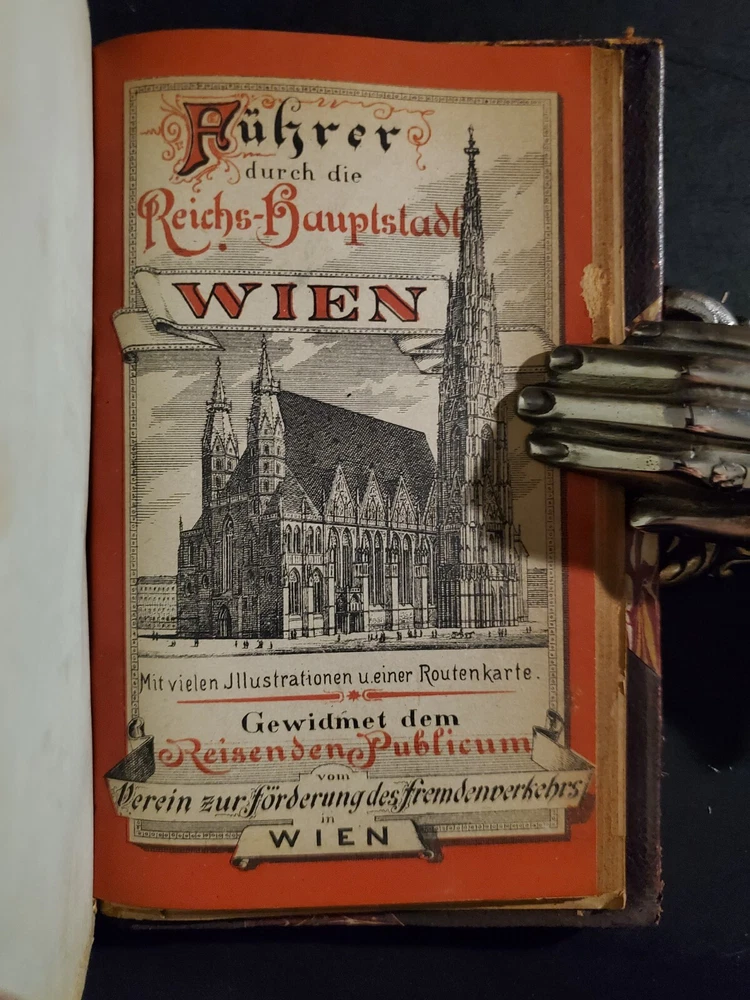 Führer
durch die
Reichs-Hauptstadt
WIEN
Mit vielen Jllustrationen u. einer Routenkarte.
Gewidmet dem
Reisenden Publicum
vom
Verein zur Förderung des Fremdenverkehrs
in
WIEN